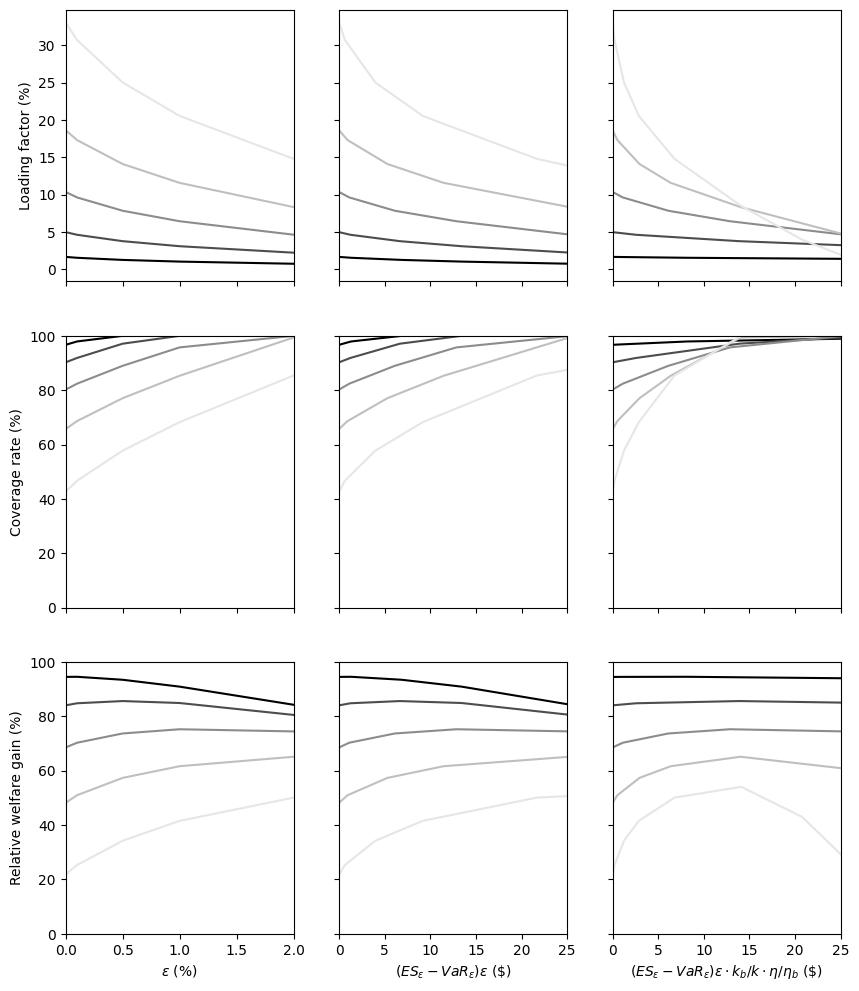 Loading factor (%)
30
25
20
15
10
5
0
Coverage rate (%)
100
80
60
40
20
0
Relative welfare gain (%)
100
80
60
40
20
0
0.0 0.5 1.0 1.5 2.0
0 5 10 15 20 25
0 5 10 15 20 25
ε (%)
(ES_ε − VaR_ε)ε ($)
(ES_ε − VaR_ε)ε · k_b/k · η/η_b ($)